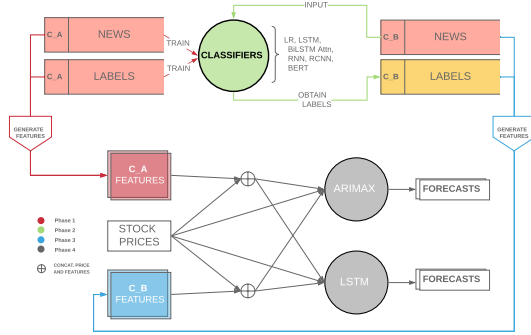 INPUT
C_A NEWS
TRAIN
CLASSIFIERS
LR, LSTM,
BiLSTM Attn,
RNN, RCNN,
BERT
C_B NEWS
C_A LABELS
TRAIN
C_B LABELS
OBTAIN
LABELS
GENERATE
FEATURES
GENERATE
FEATURES
C_A
FEATURES
ARIMAX
FORECASTS
STOCK
PRICES
Phase 1
Phase 2
Phase 3
Phase 4
CONCAT. PRICE
AND FEATURES
C_B
FEATURES
LSTM
FORECASTS